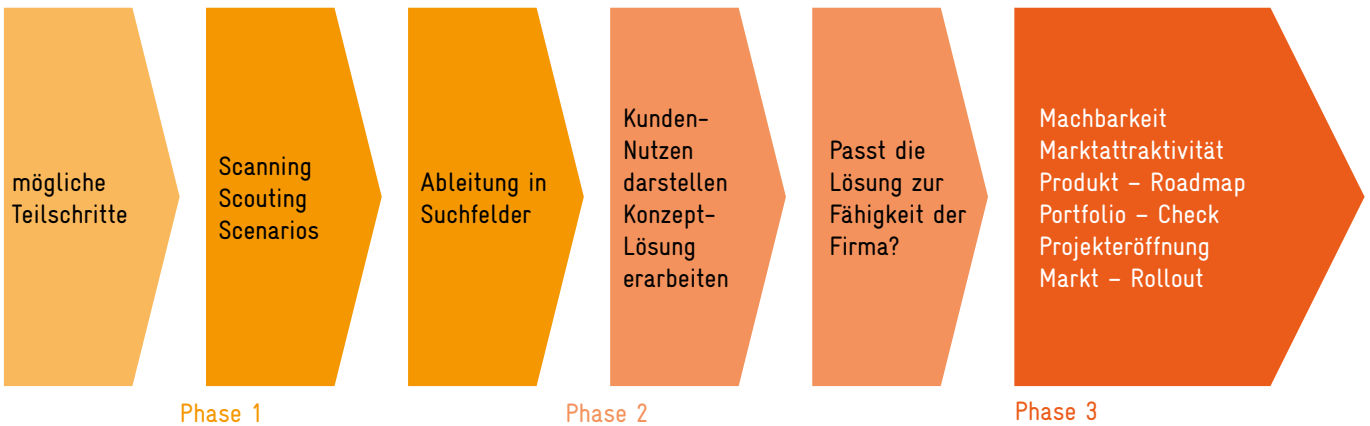 mögliche
Teilschritte
Scanning
Scouting
Scenarios
Ableitung in
Suchfelder
Kunden-
Nutzen
darstellen
Konzept-
Lösung
erarbeiten
Passt die
Lösung zur
Fähigkeit der
Firma?
Machbarkeit
Marktattraktivität
Produkt – Roadmap
Portfolio – Check
Projekteröffnung
Markt – Rollout
Phase 1
Phase 2
Phase 3